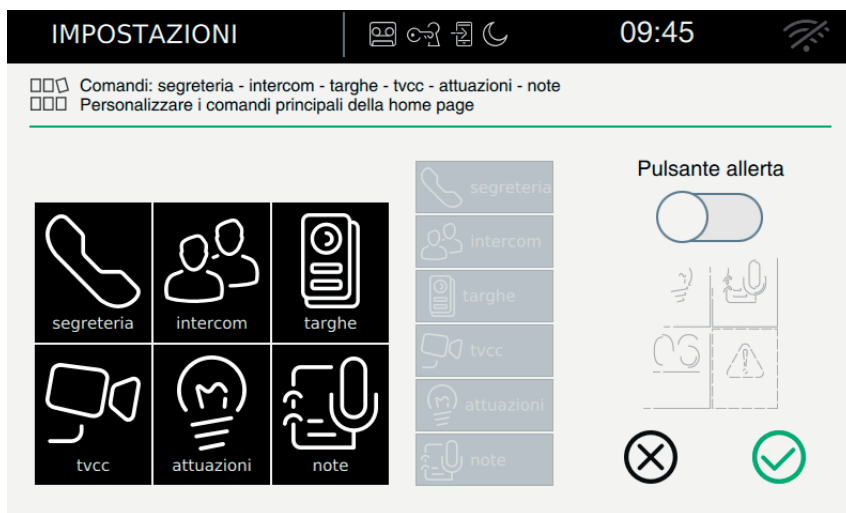 IMPOSTAZIONI 09:45
Comandi: segreteria - intercom - targhe - tvcc - attuazioni - note
Personalizzare i comandi principali della home page
segreteria intercom targhe
tvcc attuazioni note
segreteria
intercom
targhe
tvcc
attuazioni
note
Pulsante allerta
03